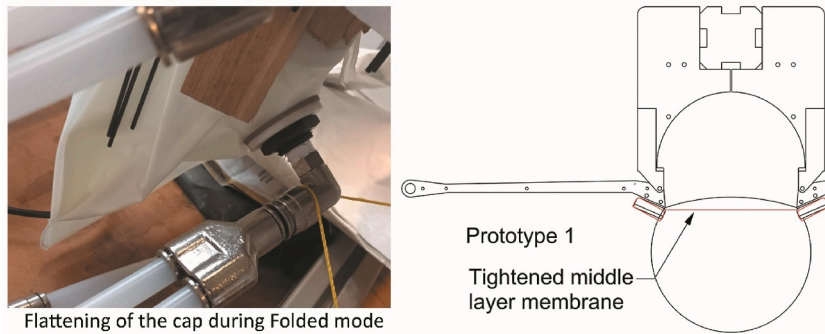 Flattening of the cap during Folded mode
Prototype 1
Tightened middle
layer membrane